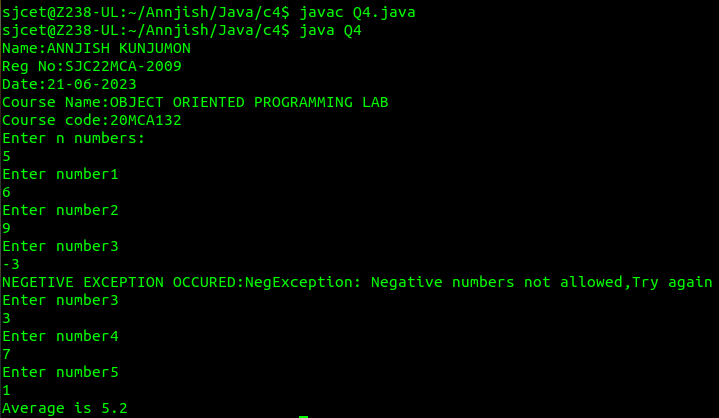 sjcet@Z238-UL:~/Annjish/Java/c4$ javac Q4.java
sjcet@Z238-UL:~/Annjish/Java/c4$ java Q4
Name:ANNJISH KUNJUMON
Reg No:SJC22MCA-2009
Date:21-06-2023
Course Name:OBJECT ORIENTED PROGRAMMING LAB
Course code:20MCA132
Enter n numbers:
5
Enter number1
6
Enter number2
9
Enter number3
-3
NEGETIVE EXCEPTION OCCURED:NegException: Negative numbers not allowed,Try again
Enter number3
3
Enter number4
7
Enter number5
1
Average is 5.2